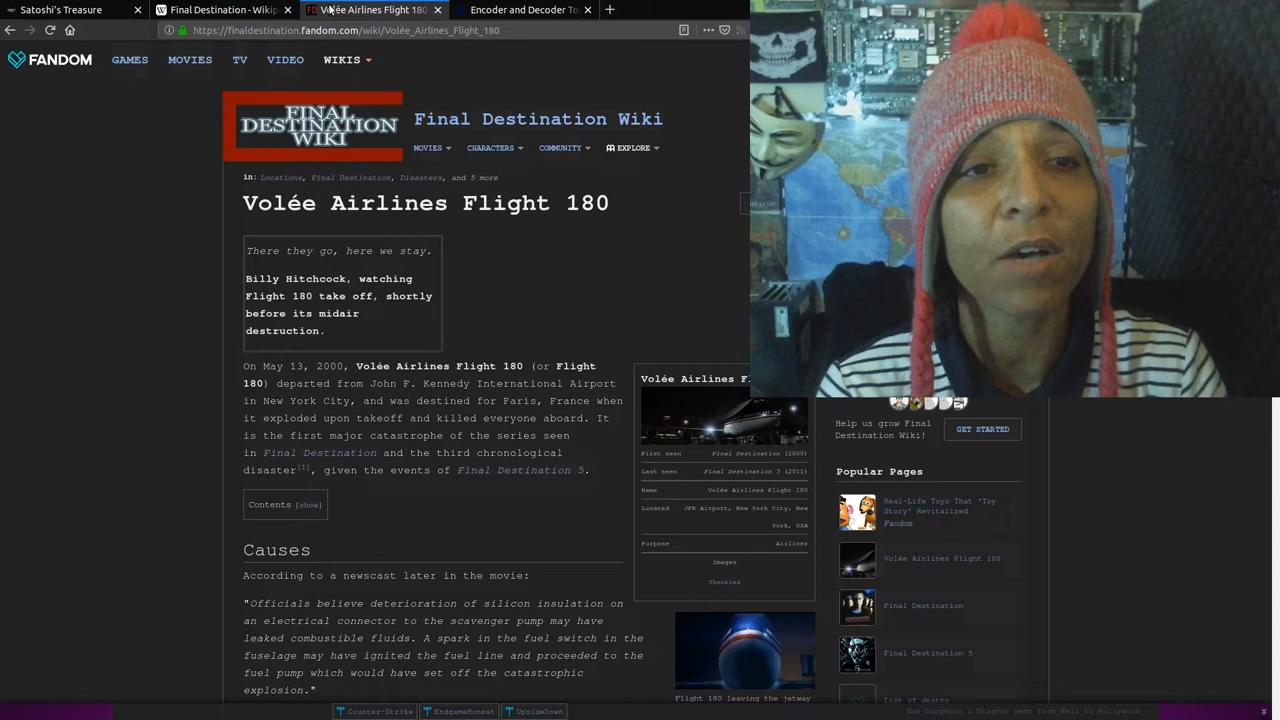 Satoshi's Treasure
Final Destination - Wikip
Volée Airlines Flight 180
Encoder and Decoder To
https://finaldestination.fandom.com/wiki/Volée_Airlines_Flight_180
FANDOM GAMES MOVIES TV VIDEO WIKIS
FINAL DESTINATION WIKI
Final Destination Wiki
MOVIES CHARACTERS COMMUNITY EXPLORE
in: Locations, Final Destination, Disasters, and 5 more
Volée Airlines Flight 180
There they go, here we stay.
Billy Hitchcock, watching
Flight 180 take off, shortly
before its midair
destruction.
On May 13, 2000, Volée Airlines Flight 180 (or Flight
180) departed from John F. Kennedy International Airport
in New York City, and was destined for Paris, France when
it exploded upon takeoff and killed everyone aboard. It
is the first major catastrophe of the series seen
in Final Destination and the third chronological
disaster[1], given the events of Final Destination 5.
Contents [show]
Causes
According to a newscast later in the movie:
"Officials believe deterioration of silicon insulation on
an electrical connector to the scavenger pump may have
leaked combustible fluids. A spark in the fuel switch in the
fuselage may have ignited the fuel line and proceeded to the
fuel pump which would have set off the catastrophic
explosion."
Volée Airlines Fl
First seen Final Destination (2000)
Last seen Final Destination 5 (2011)
Name Volée Airlines Flight 180
Located JFK Airport, New York City, New
York, USA
Purpose Airliner
Images
Theories
Flight 180 leaving the jetway
Help us grow Final
Destination Wiki!
GET STARTED
Popular Pages
Real-Life Toys That 'Toy
Story' Revitalized
Fandom
Volée Airlines Flight 180
Final Destination
Final Destination 5
List of deaths
Counter-Strike EndgameHonest UpsideDown
How Dungeons & Dragons went from Hell to Hollywood